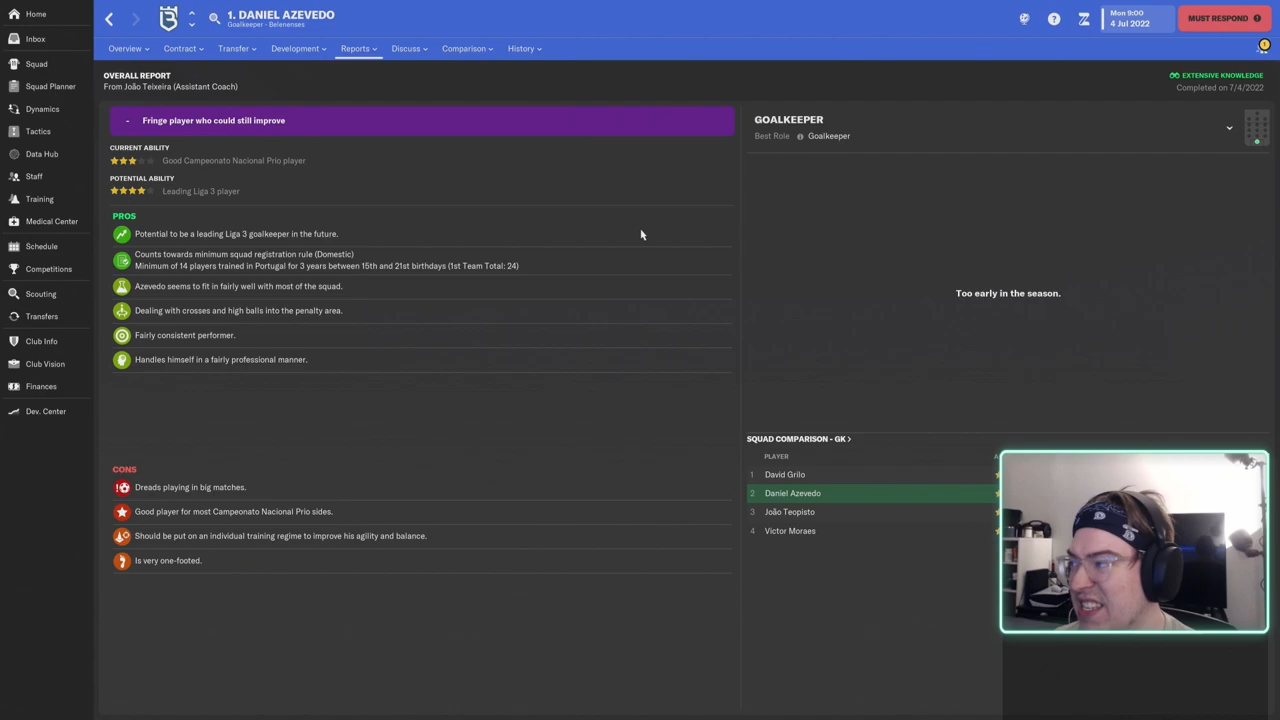 Home
Inbox
Squad
Squad Planner
Dynamics
Tactics
Data Hub
Staff
Training
Medical Center
Schedule
Competitions
Scouting
Transfers
Club Info
Club Vision
Finances
Dev. Center
1. DANIEL AZEVEDO
Goalkeeper - Belenenses
Mon 9:00
4 Jul 2022
MUST RESPOND
Overview
Contract
Transfer
Development
Reports
Discuss
Comparison
History
1
OVERALL REPORT
From João Teixeira (Assistant Coach)
EXTENSIVE KNOWLEDGE
Completed on 7/4/2022
- Fringe player who could still improve
CURRENT ABILITY
Good Campeonato Nacional Prio player
POTENTIAL ABILITY
Leading Liga 3 player
PROS
Potential to be a leading Liga 3 goalkeeper in the future.
Counts towards minimum squad registration rule (Domestic)
Minimum of 14 players trained in Portugal for 3 years between 15th and 21st birthdays (1st Team Total: 24)
Azevedo seems to fit in fairly well with most of the squad.
Dealing with crosses and high balls into the penalty area.
Fairly consistent performer.
Handles himself in a fairly professional manner.
CONS
Dreads playing in big matches.
Good player for most Campeonato Nacional Prio sides.
Should be put on an individual training regime to improve his agility and balance.
Is very one-footed.
GOALKEEPER
Best Role Goalkeeper
Too early in the season.
SQUAD COMPARISON - GK >
PLAYER
1 David Grilo
2 Daniel Azevedo
3 João Teopisto
4 Victor Moraes